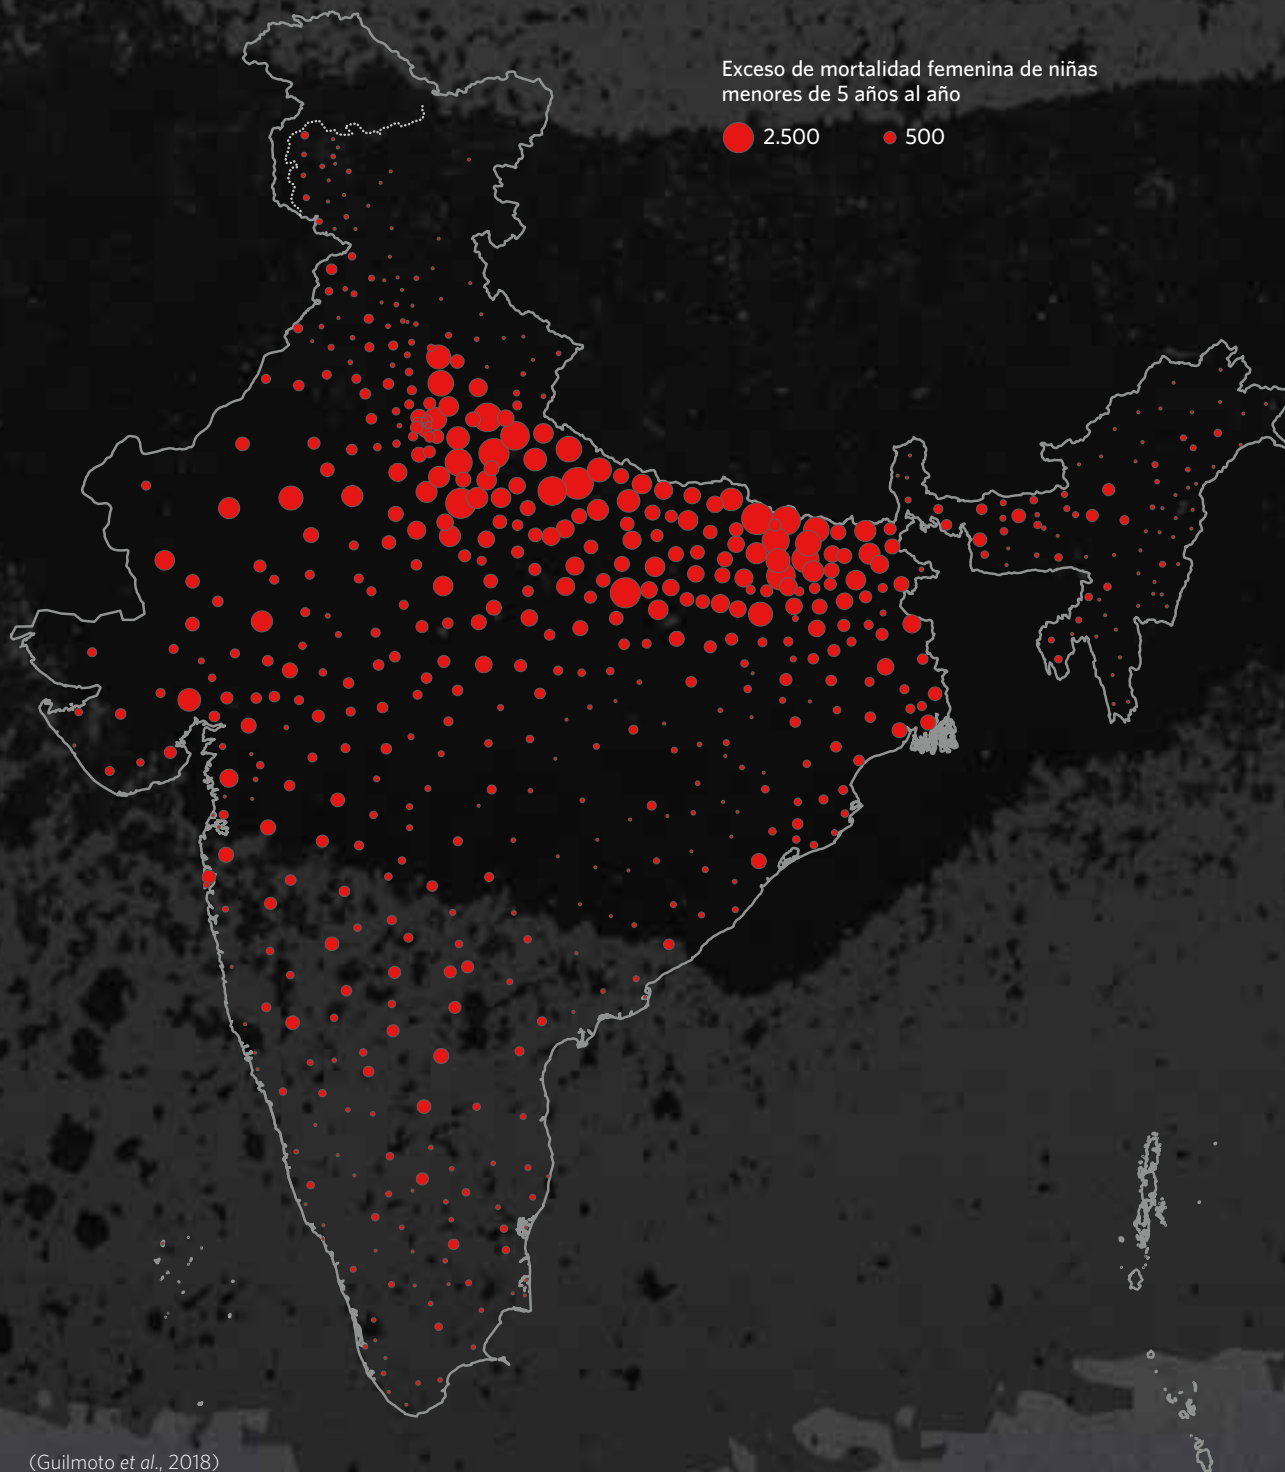 Exceso de mortalidad femenina de niñas
menores de 5 años al año
2.500 500
(Guilmoto et al., 2018)